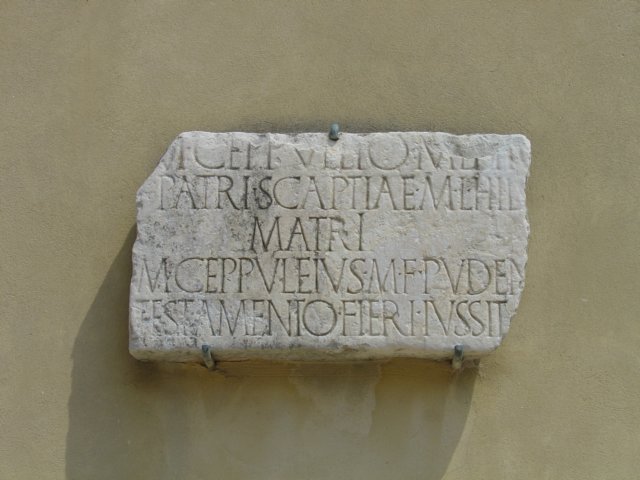 M·CEPPVLEIO·M·L
PATRI·SCAPTIAE·M·L·HIL
MATRI
M·CEPPVLEIVS·M·F·PVDEN
TESTAMENTO·FIERI·IVSSIT